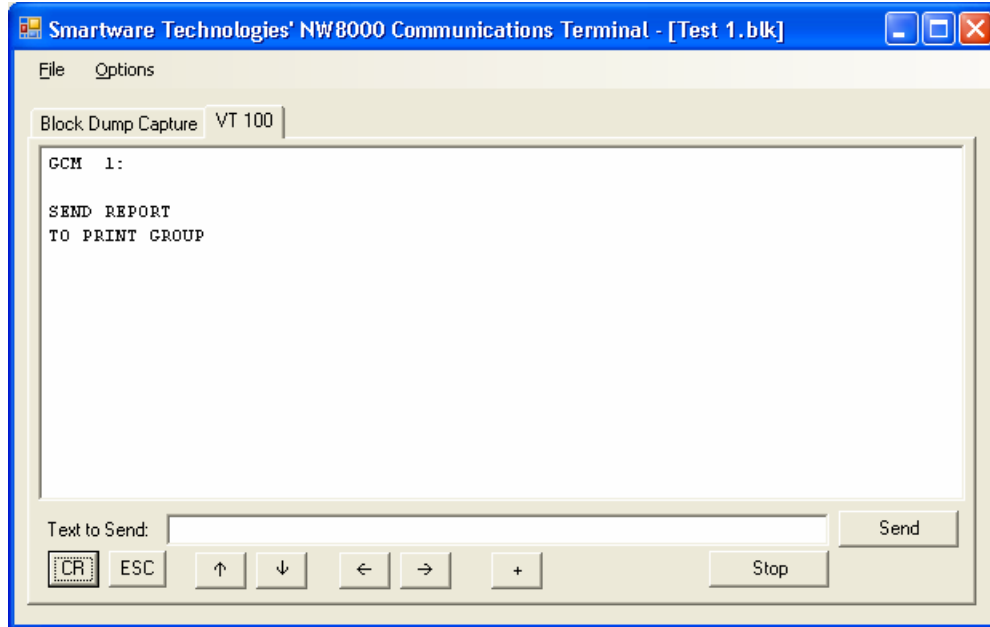 Smartware Technologies' NW8000 Communications Terminal - [Test 1.blk]
File Options
Block Dump Capture VT 100
GCM 1:
SEND REPORT
TO PRINT GROUP
Text to Send: Send
CR ESC ↑ ↓ ← → + Stop